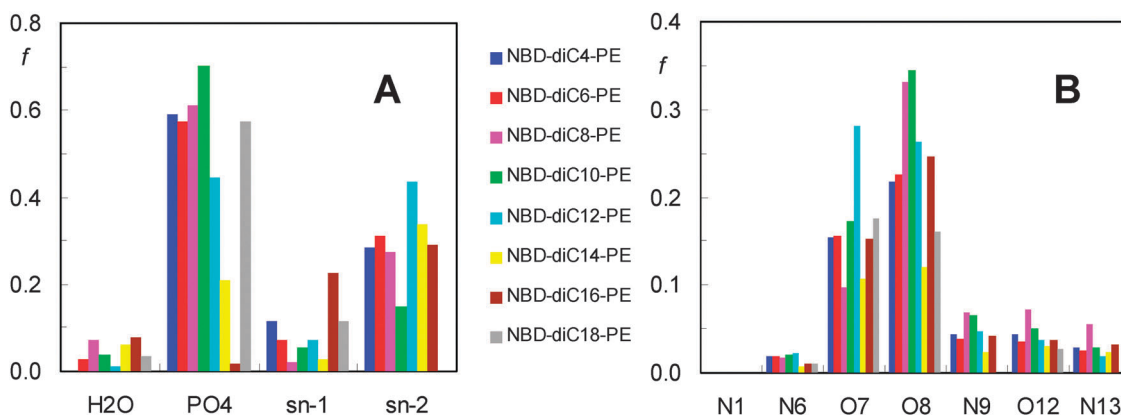 0.8
f
0.6
0.4
0.2
0.0
A
H2O PO4 sn-1 sn-2
NBD-diC4-PE
NBD-diC6-PE
NBD-diC8-PE
NBD-diC10-PE
NBD-diC12-PE
NBD-diC14-PE
NBD-diC16-PE
NBD-diC18-PE
0.4
f
0.3
0.2
0.1
0.0
B
N1 N6 O7 O8 N9 O12 N13